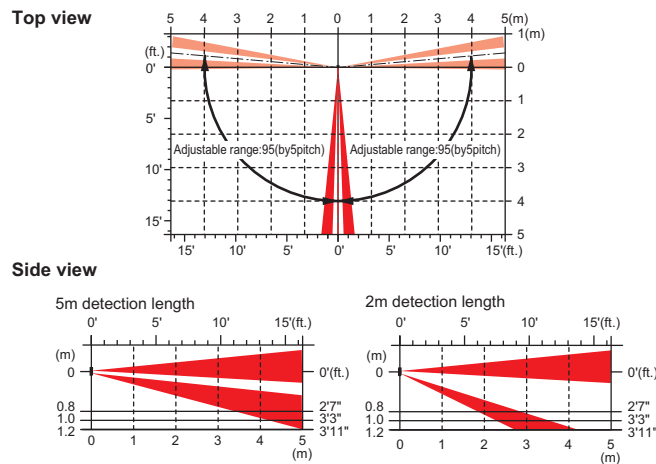 Top view
5 4 3 2 1 0 1 2 3 4 5(m)
1(m)
(ft.)
0' 0
5' 1
2
Adjustable range:95(by5pitch) Adjustable range:95(by5pitch)
10' 3
4
15' 5
15' 10' 5' 0' 5' 10' 15'(ft.)
Side view
5m detection length
0' 5' 10' 15'(ft.)
(m)
0 0'(ft.)
0.8 2'7"
1.0 3'3"
1.2 3'11"
0 1 2 3 4 5
(m)
2m detection length
0' 5' 10' 15'(ft.)
(m)
0 0'(ft.)
0.8 2'7"
1.0 3'3"
1.2 3'11"
0 1 2 3 4 5
(m)